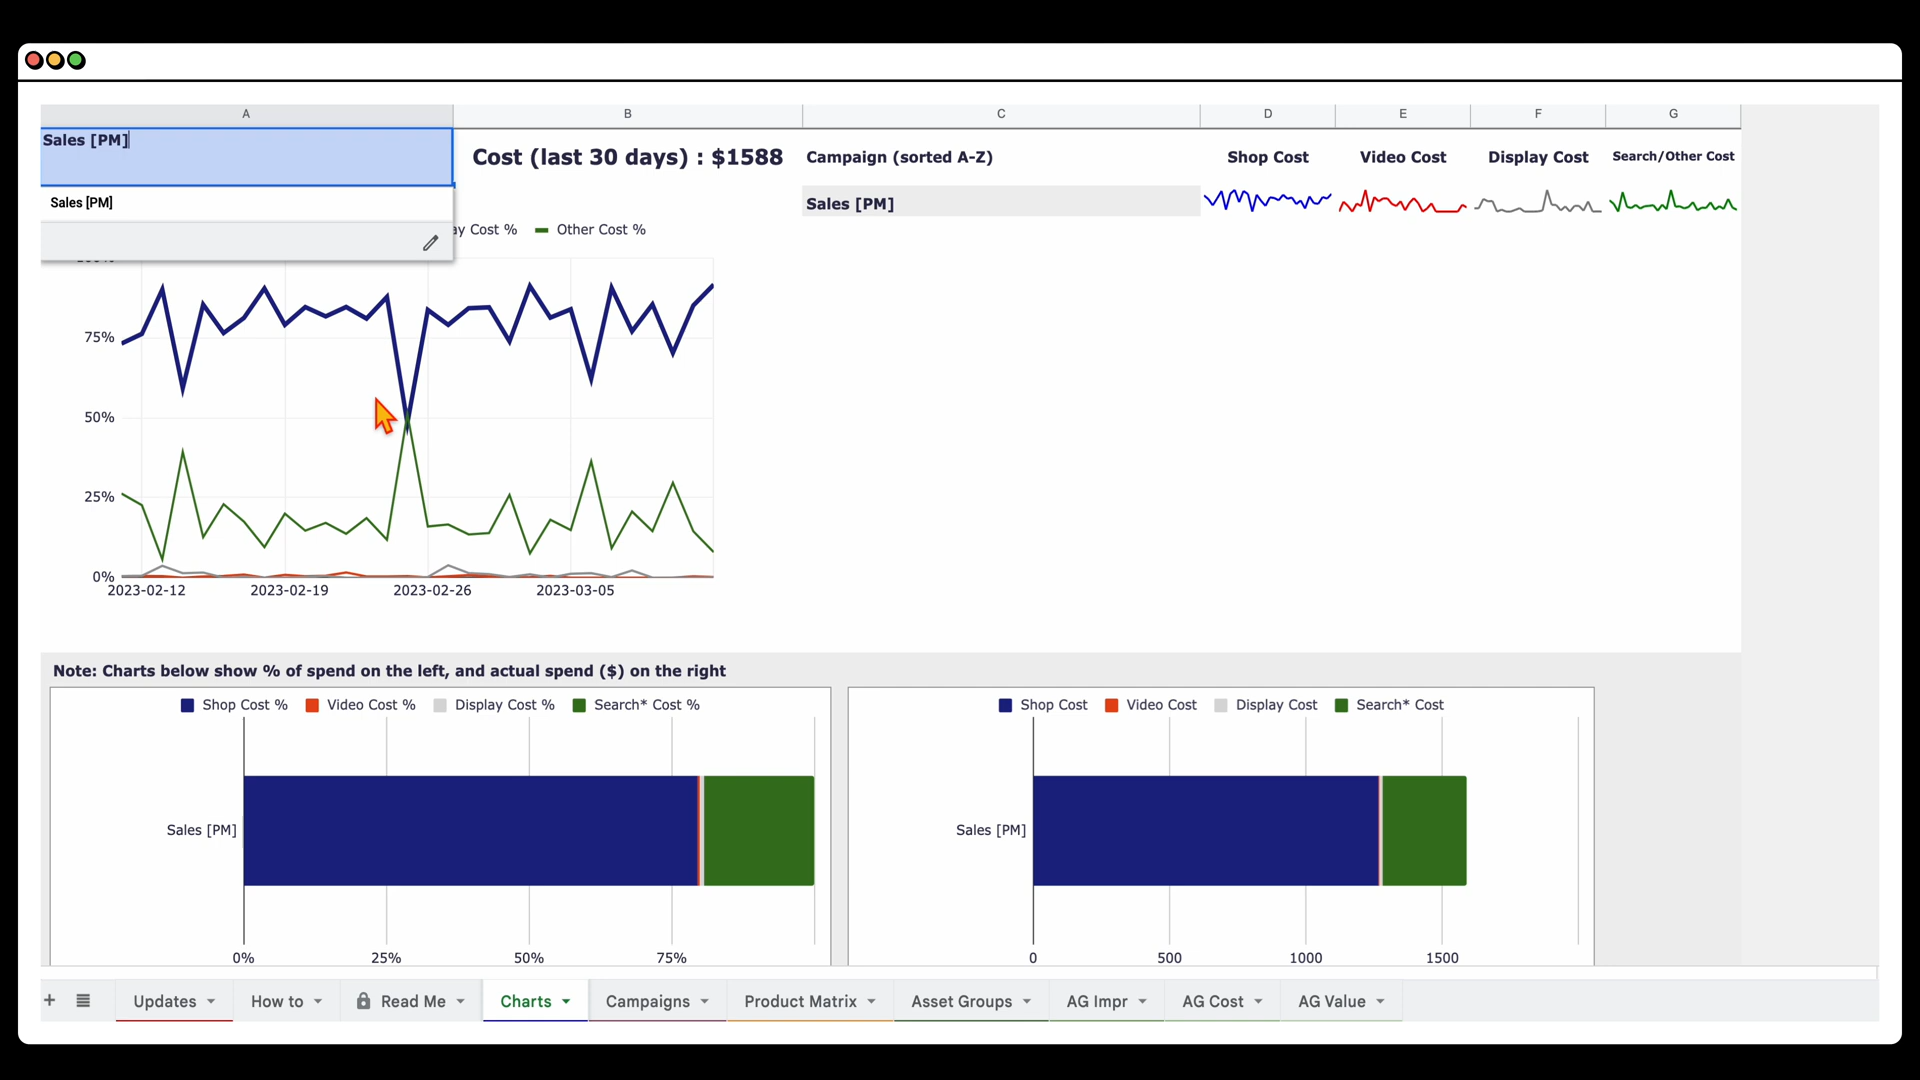 A B C D E F G
Sales [PM]
Cost (last 30 days) : $1588
Campaign (sorted A-Z)
Shop Cost
Video Cost
Display Cost
Search/Other Cost
Sales [PM]
Sales [PM]
ay Cost % Other Cost %
75%
50%
25%
0%
2023-02-12 2023-02-19 2023-02-26 2023-03-05
Note: Charts below show % of spend on the left, and actual spend ($) on the right
Shop Cost % Video Cost % Display Cost % Search* Cost %
Sales [PM]
0% 25% 50% 75%
Shop Cost Video Cost Display Cost Search* Cost
Sales [PM]
0 500 1000 1500
+ Updates How to Read Me Charts Campaigns Product Matrix Asset Groups AG Impr AG Cost AG Value